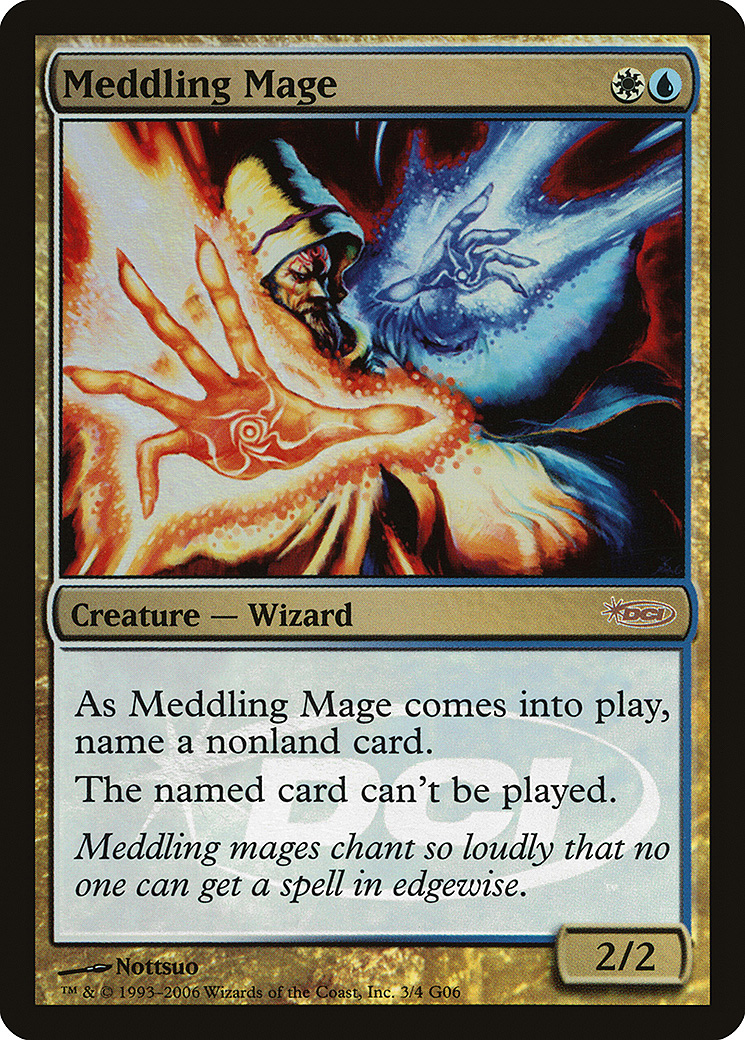 Meddling Mage
Creature — Wizard
DCI
As Meddling Mage comes into play,
name a nonland card.
The named card can't be played.
DCI
Meddling mages chant so loudly that no
one can get a spell in edgewise.
™
2/2
Nottsuo
™ & © 1993–2006 Wizards of the Coast, Inc. 3/4 G06